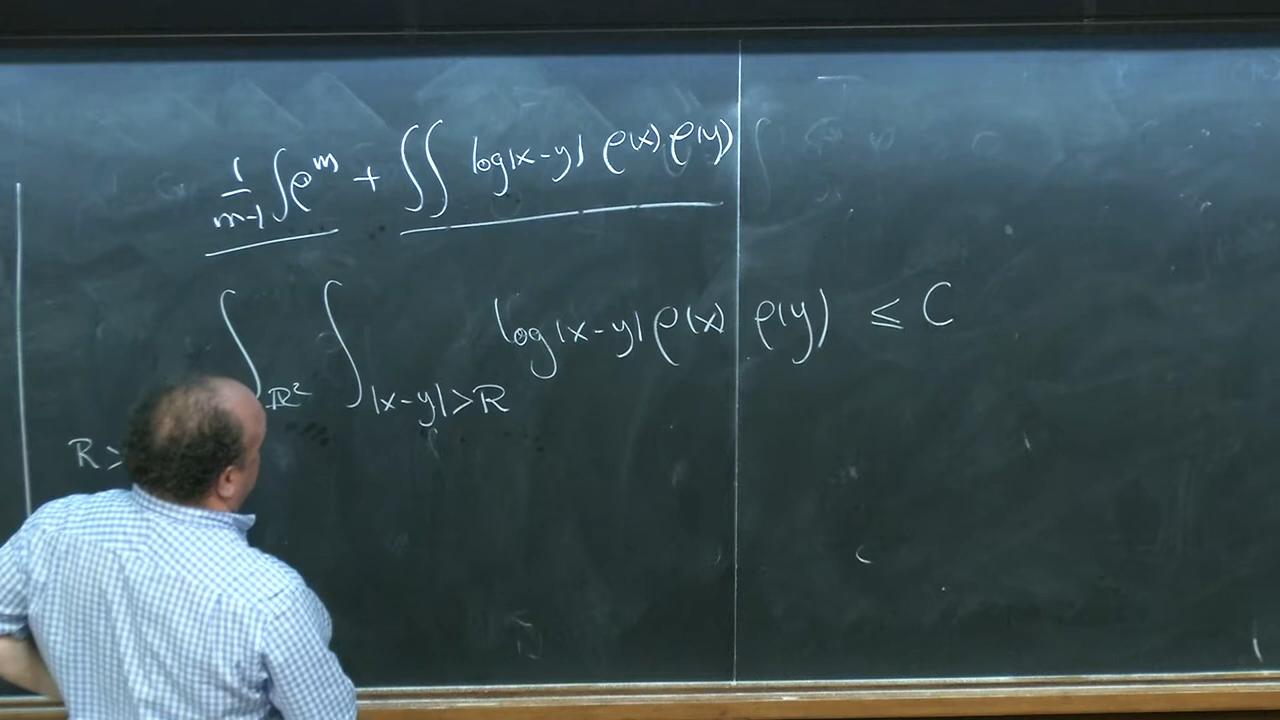 1/(m-1) ∫ρ^m + ∬ log|x-y| ρ(x) ρ(y)
∫_{ℝ²} ∫_{|x-y|>R} log|x-y| ρ(x) ρ(y) ≤ C
R>